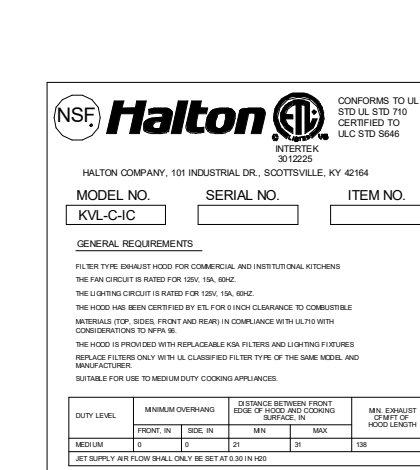 NSF
Halton
ETL
US
CONFORMS TO UL
STD UL STD 710
CERTIFIED TO
ULC STD S646
INTERTEK
3012225
HALTON COMPANY, 101 INDUSTRIAL DR., SCOTTSVILLE, KY 42164
MODEL NO. SERIAL NO. ITEM NO.
KVL-C-IC
GENERAL REQUIREMENTS
FILTER TYPE EXHAUST HOOD FOR COMMERCIAL AND INSTITUTIONAL KITCHENS
THE FAN CIRCUIT IS RATED FOR 125V, 15A, 60HZ.
THE LIGHTING CIRCUIT IS RATED FOR 125V, 15A, 60HZ.
THE HOOD HAS BEEN CERTIFIED BY ETL FOR 0 INCH CLEARANCE TO COMBUSTIBLE
MATERIALS (TOP, SIDES, FRONT AND REAR) IN COMPLIANCE WITH UL710 WITH
CONSIDERATIONS TO NFPA 96.
THE HOOD IS PROVIDED WITH REPLACEABLE KSA FILTERS AND LIGHTING FIXTURES
REPLACE FILTERS ONLY WITH UL CLASSIFIED FILTER TYPE OF THE SAME MODEL AND
MANUFACTURER.
SUITABLE FOR USE TO MEDIUM DUTY COOKING APPLIANCES.
DUTY LEVEL
MINIMUM OVERHANG
DISTANCE BETWEEN FRONT
EDGE OF HOOD AND COOKING
SURFACE, IN
MIN. EXHAUST
CFM/FT OF
HOOD LENGTH
FRONT, IN SIDE, IN MIN MAX
MEDIUM 0 0 21 31 138
JET SUPPLY AIR FLOW SHALL ONLY BE SET AT 0.30 IN H20